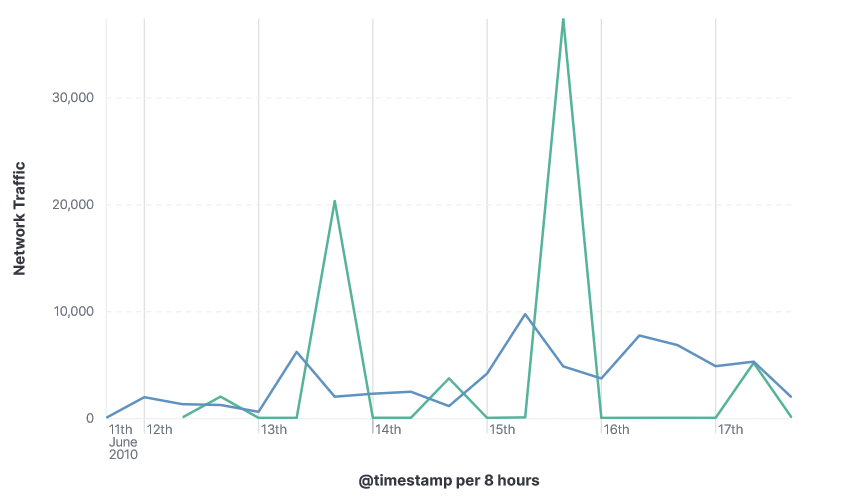 30,000
20,000
10,000
0
Network Traffic
11th 12th 13th 14th 15th 16th 17th
June
2010
@timestamp per 8 hours